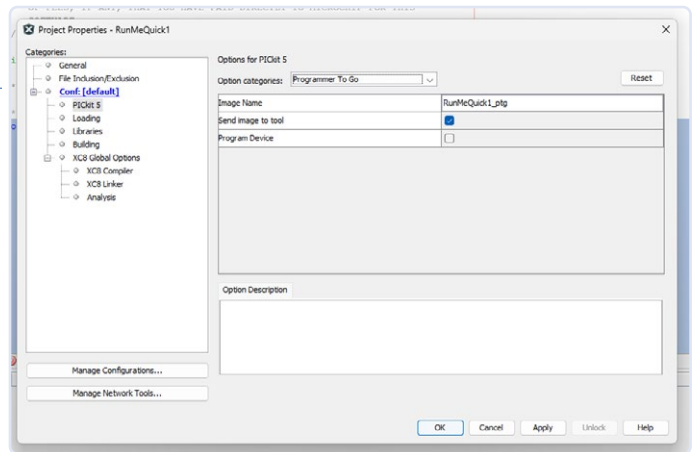 Project Properties - RunMeQuick1
Categories:
General
File Inclusion/Exclusion
Conf: [default]
PICkit 5
Loading
Libraries
Building
XC8 Global Options
XC8 Compiler
XC8 Linker
Analysis
Manage Configurations...
Manage Network Tools...
Options for PICkit 5
Option categories: Programmer To Go
Reset
Image Name RunMeQuick1_ptg
Send image to tool
Program Device
Option Description
OK Cancel Apply Unlock Help